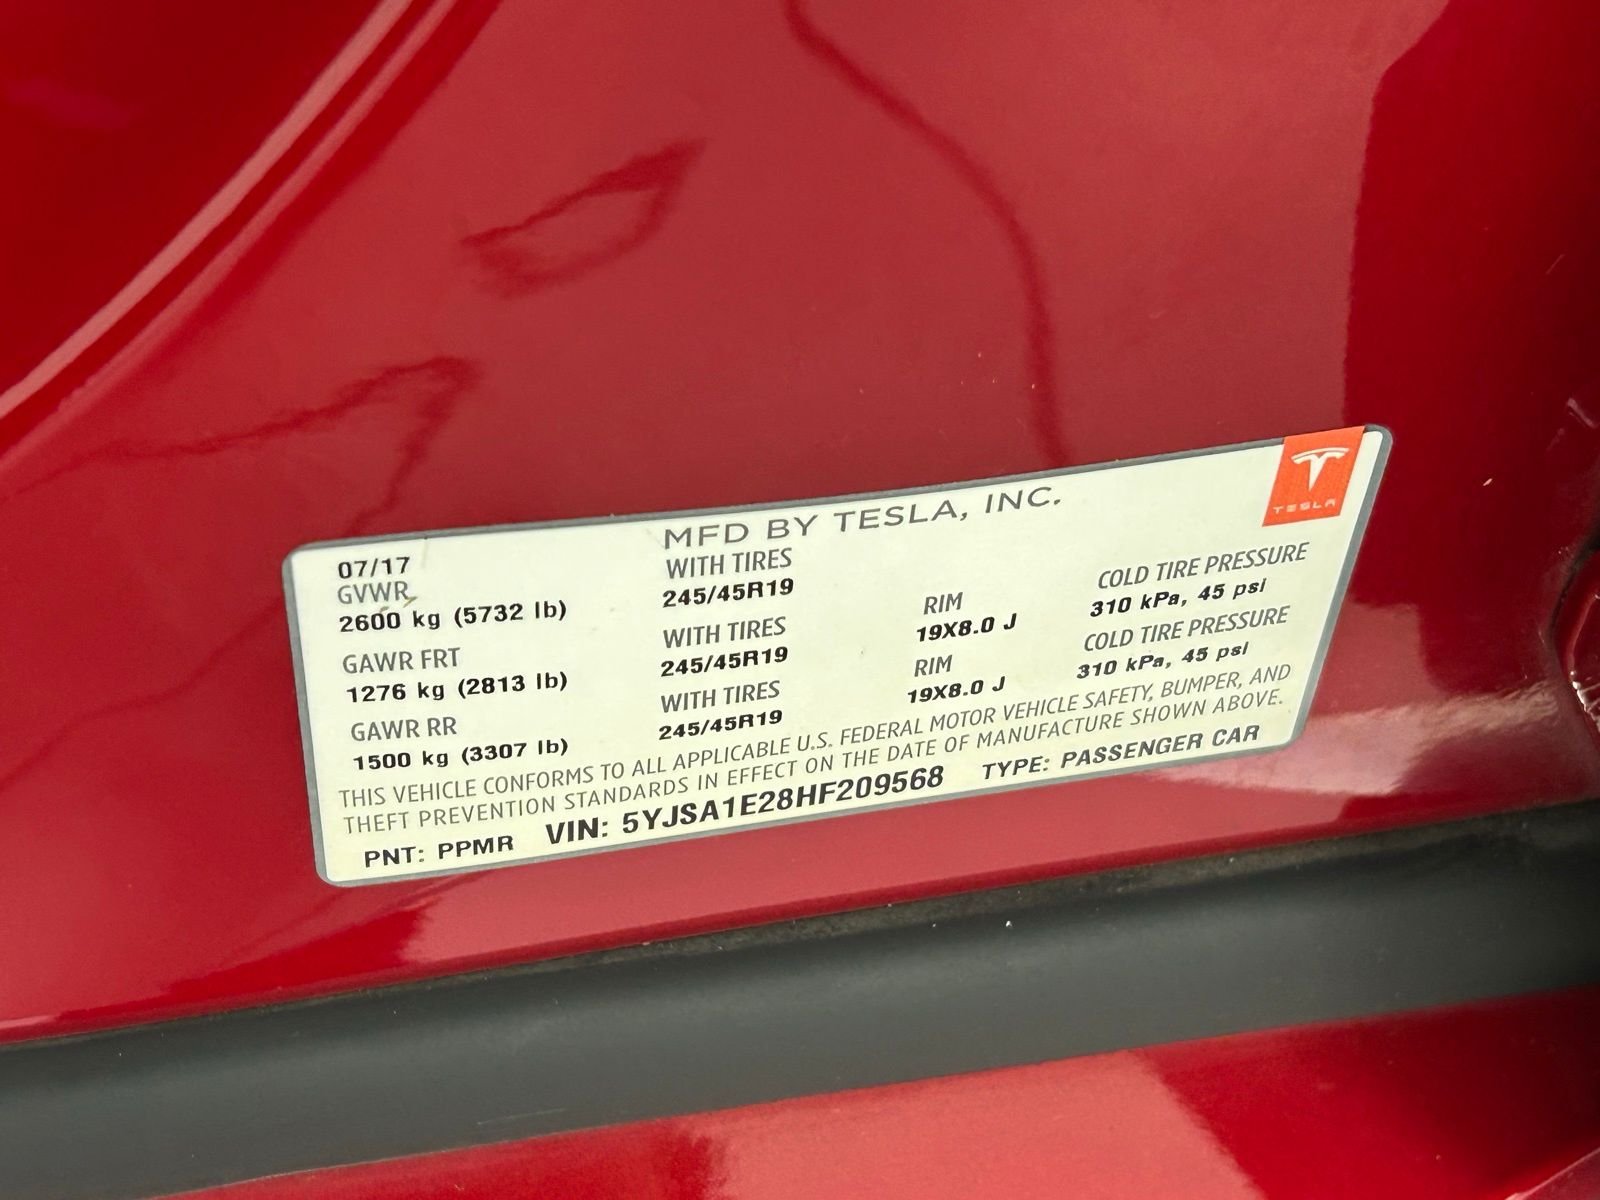 MFD BY TESLA, INC.
TESLA
07/17
GVWR
2600 kg (5732 lb)
WITH TIRES
245/45R19
RIM
19X8.0 J
COLD TIRE PRESSURE
310 kPa, 45 psi
GAWR FRT
1276 kg (2813 lb)
WITH TIRES
245/45R19
RIM
19X8.0 J
COLD TIRE PRESSURE
310 kPa, 45 psi
GAWR RR
1500 kg (3307 lb)
WITH TIRES
245/45R19
THIS VEHICLE CONFORMS TO ALL APPLICABLE U.S. FEDERAL MOTOR VEHICLE SAFETY, BUMPER, AND
THEFT PREVENTION STANDARDS IN EFFECT ON THE DATE OF MANUFACTURE SHOWN ABOVE.
PNT: PPMR VIN: 5YJSA1E28HF209568 TYPE: PASSENGER CAR